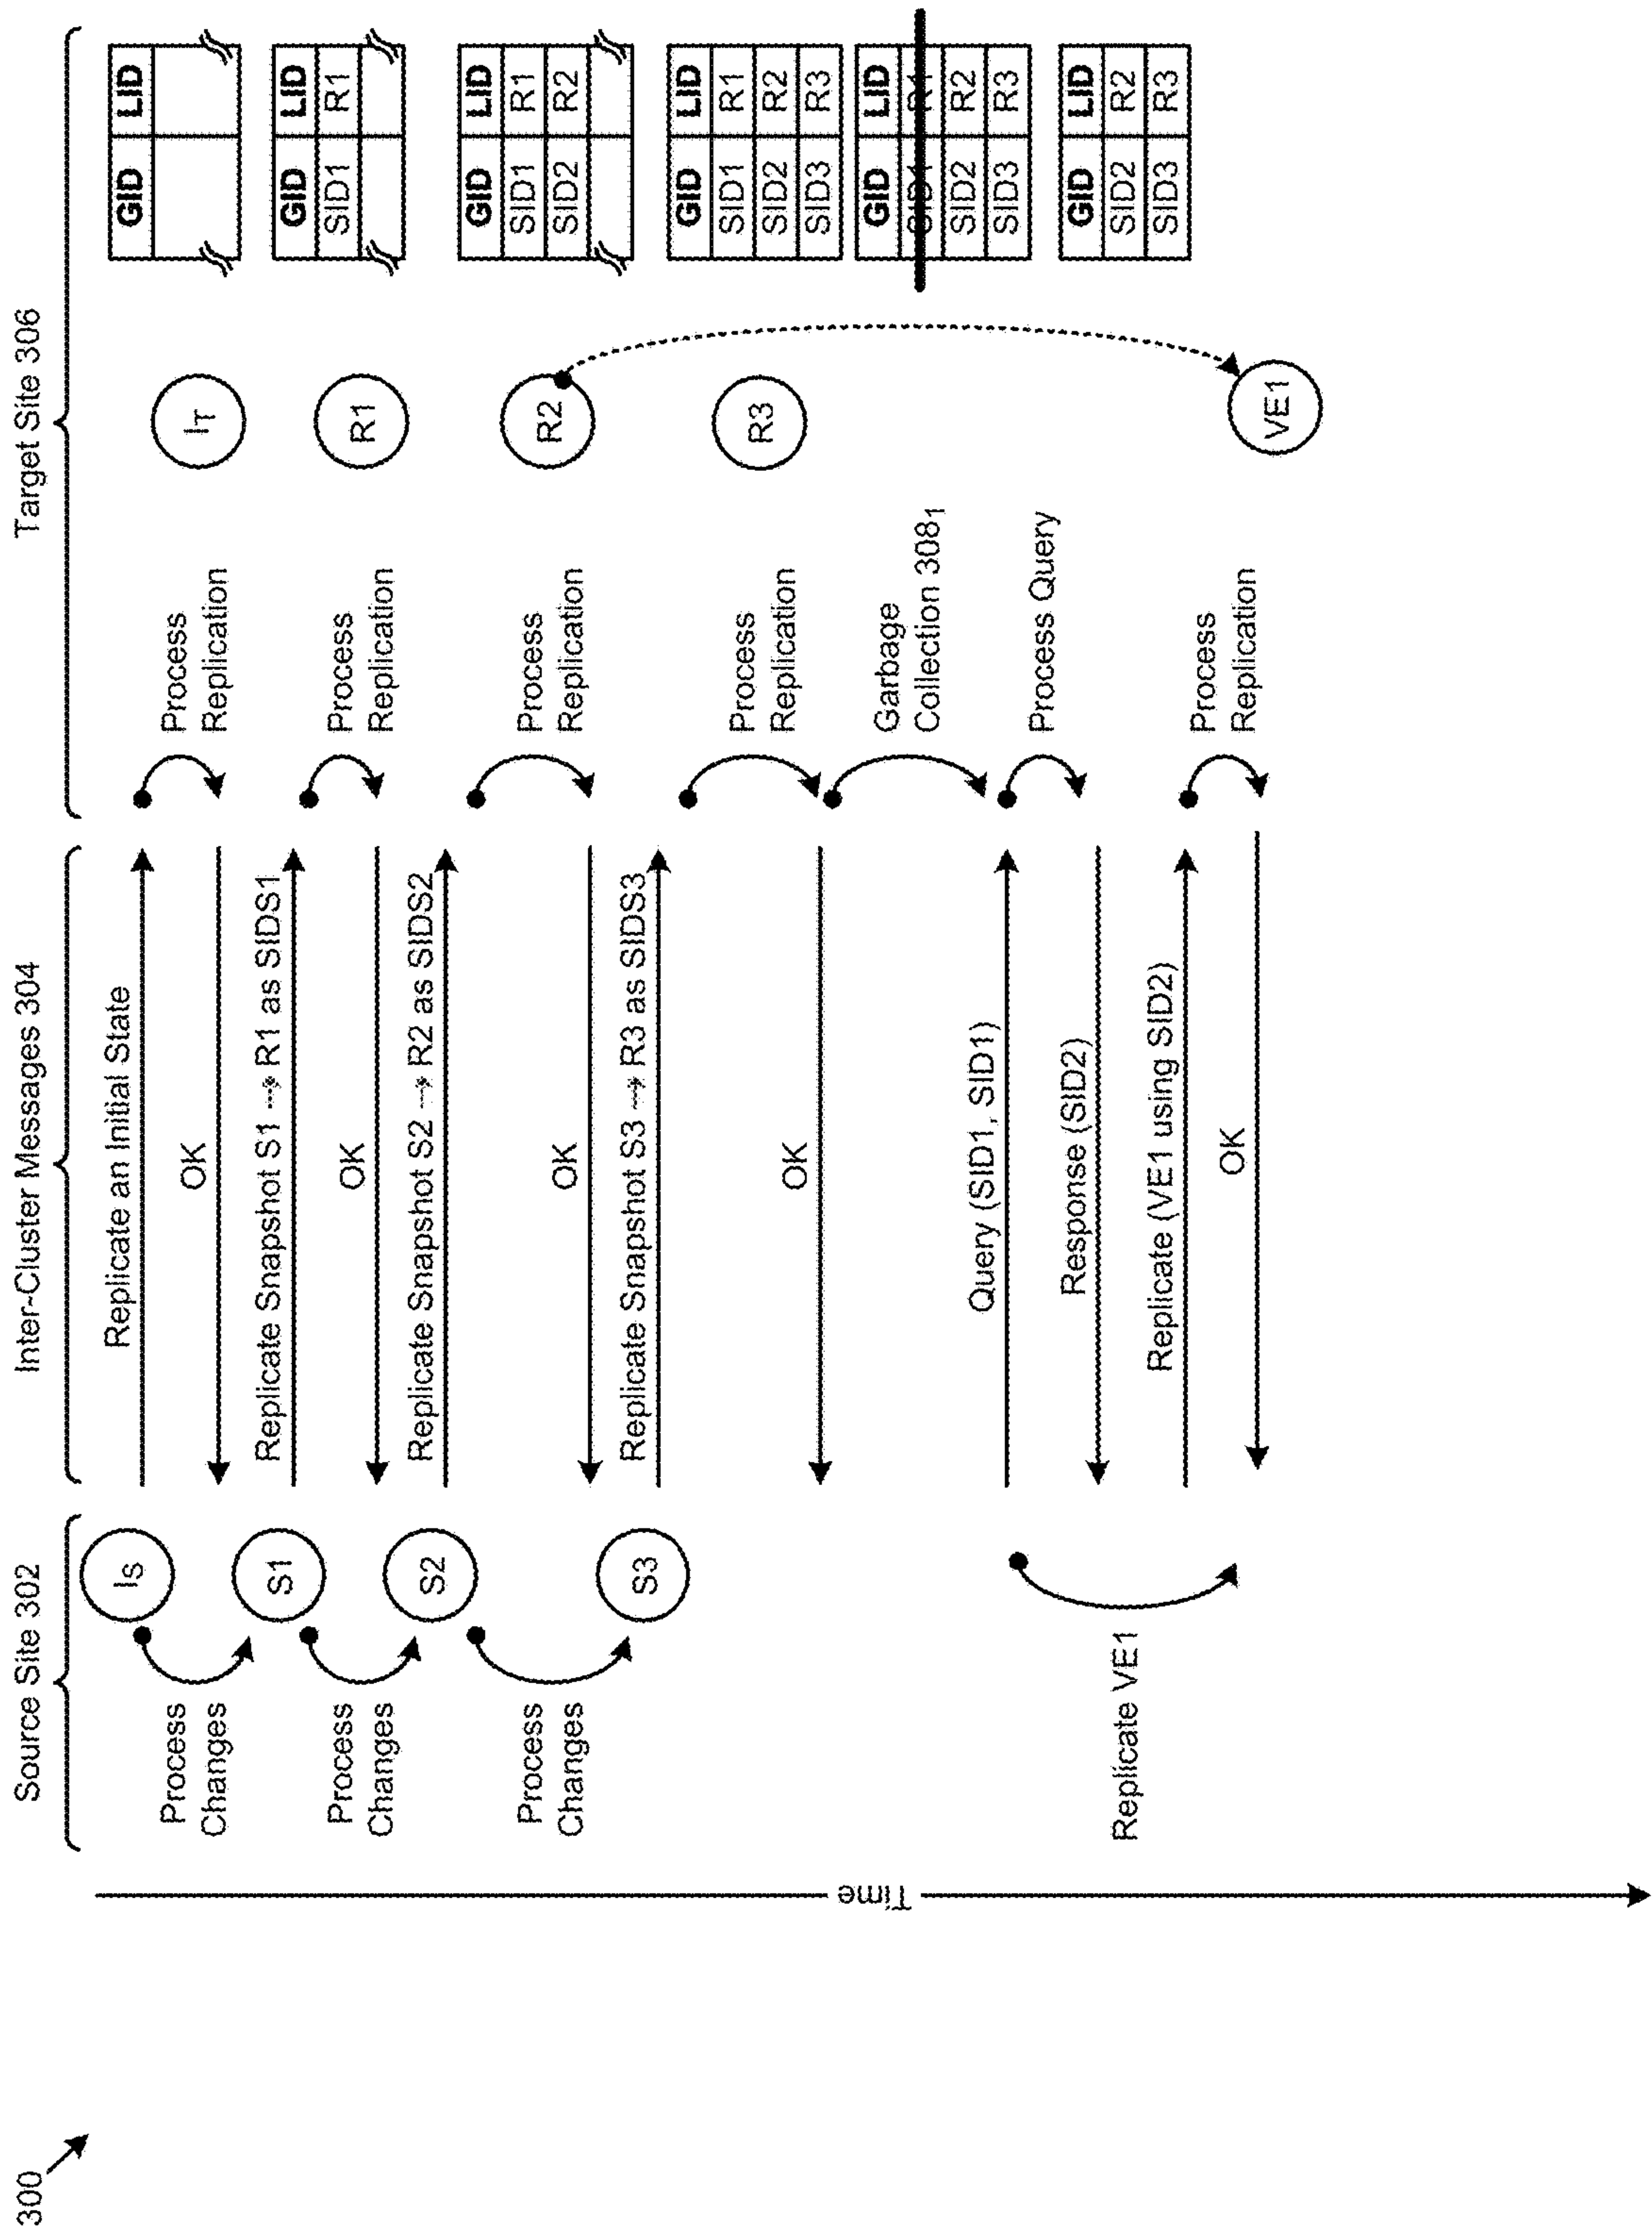 300
Source Site 302
Inter-Cluster Messages 304
Target Site 306
Time
I_S
Replicate an Initial State
Process
Replication
I_T
GID LID
Process
Changes
OK
S1
Replicate Snapshot S1 → R1 as SIDS1
Process
Replication
R1
GID LID
SID1 R1
Process
Changes
OK
S2
Replicate Snapshot S2 → R2 as SIDS2
Process
Replication
R2
GID LID
SID1 R1
SID2 R2
Process
Changes
OK
S3
Replicate Snapshot S3 → R3 as SIDS3
Process
Replication
R3
GID LID
SID1 R1
SID2 R2
SID3 R3
OK
Garbage
Collection 308₁
GID LID
SID1 R1
SID2 R2
SID3 R3
Query (SID1, SID1)
Process Query
Replicate VE1
Response (SID2)
GID LID
SID2 R2
SID3 R3
Replicate (VE1 using SID2)
Process
Replication
OK
VE1